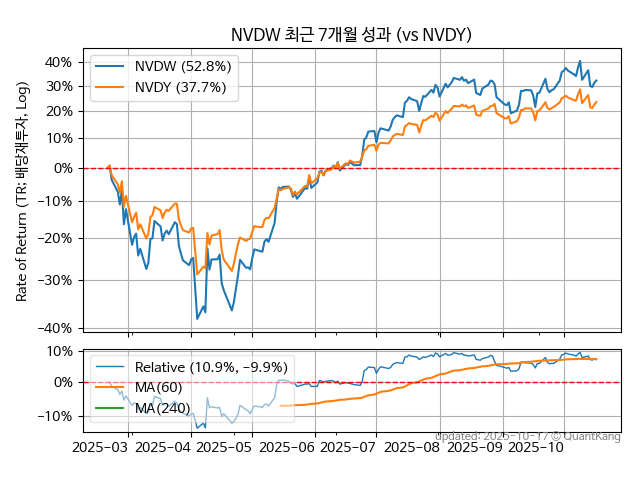 NVDW 최근 7개월 성과 (vs NVDY)
Rate of Return (TR; 배당재투자, Log)
40%
30%
20%
10%
0%
−10%
−20%
−30%
−40%
NVDW (52.8%)
NVDY (37.7%)
10%
0%
−10%
Relative (10.9%, −9.9%)
MA(60)
MA(240)
2025-03 2025-04 2025-05 2025-06 2025-07 2025-08 2025-09 2025-10
Updated: 2025-10-17 © QuantKang